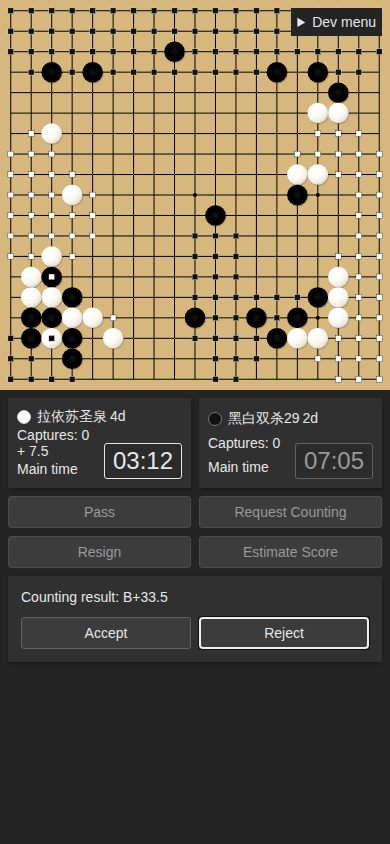 ▶ Dev menu
拉依苏圣泉 4d
Captures: 0
+ 7.5
Main time
03:12
黑白双杀29 2d
Captures: 0
Main time
07:05
Pass
Request Counting
Resign
Estimate Score
Counting result: B+33.5
Accept
Reject